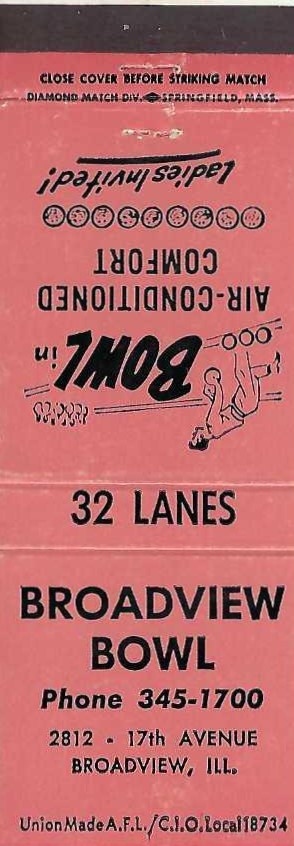 CLOSE COVER BEFORE STRIKING MATCH
DIAMOND MATCH DIV. SPRINGFIELD, MASS.
BOWL in
AIR-CONDITIONED
COMFORT
Ladies Invited!
32 LANES
BROADVIEW
BOWL
Phone 345-1700
2812 - 17th AVENUE
BROADVIEW, ILL.
Union Made A.F.L./C.I.O. Local 18734